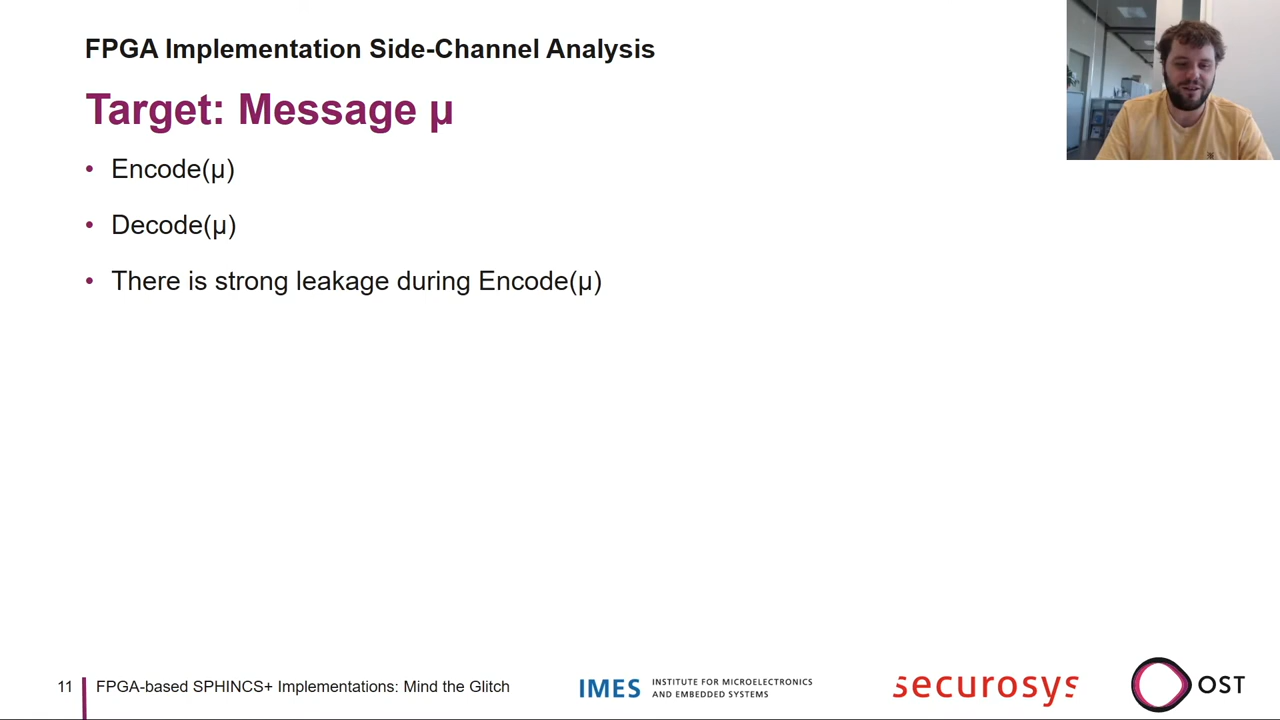 FPGA Implementation Side-Channel Analysis
Target: Message µ
• Encode(µ)
• Decode(µ)
• There is strong leakage during Encode(µ)
11 FPGA-based SPHINCS+ Implementations: Mind the Glitch
IMES INSTITUTE FOR MICROELECTRONICS
AND EMBEDDED SYSTEMS
securosys
OST